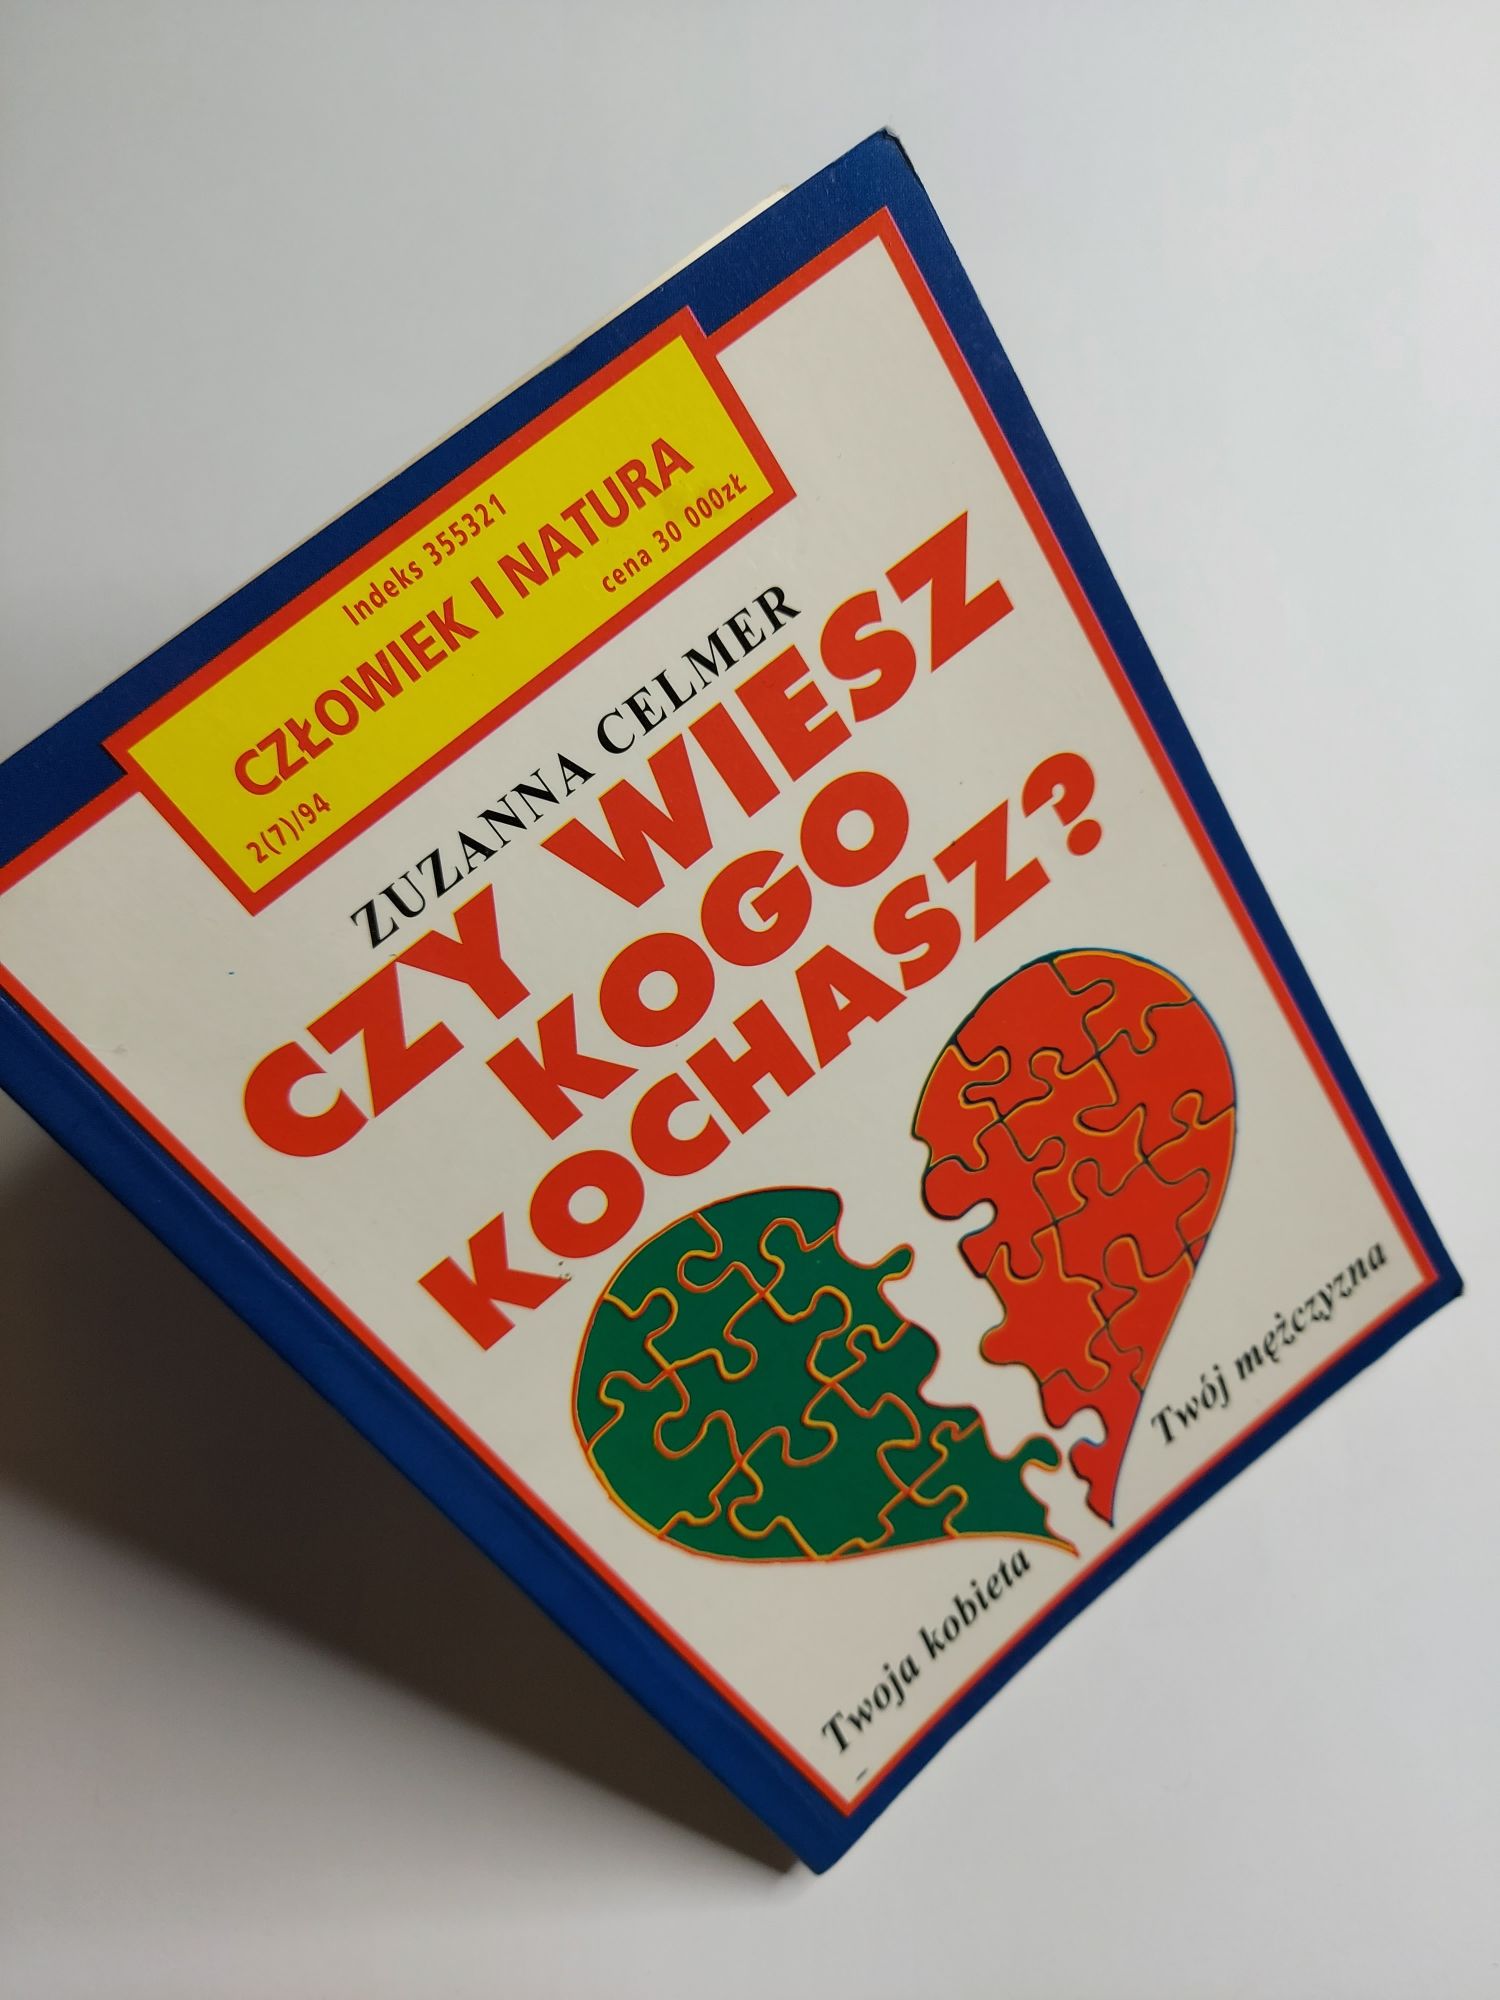 Indeks 355321
CZŁOWIEK I NATURA
2(7)/94
cena 30 000zŁ
ZUZANNA CELMER
CZY WIESZ
KOGO
KOCHASZ?
Twoja kobieta
Twój mężczyzna